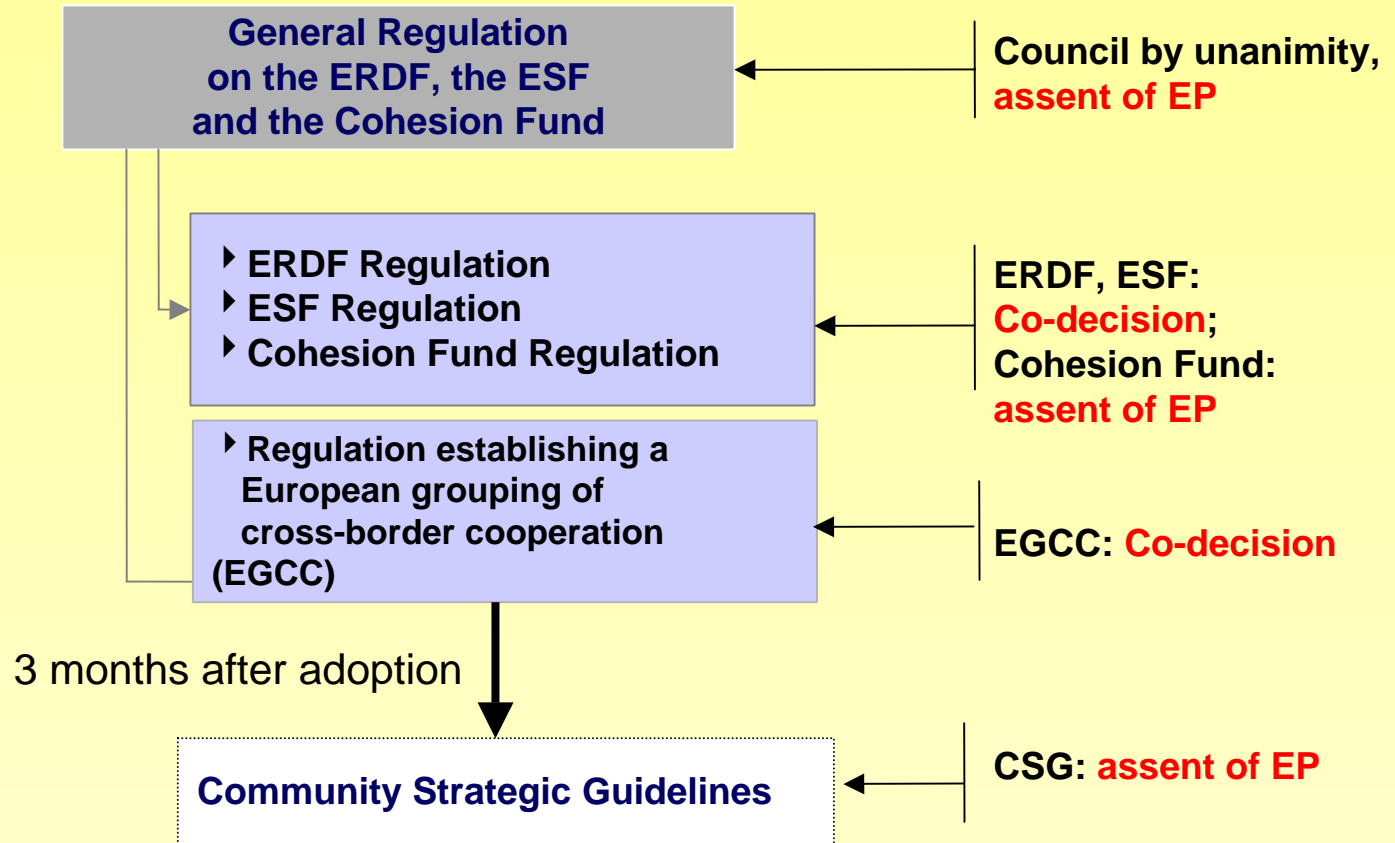 General Regulation
on the ERDF, the ESF
and the Cohesion Fund
Council by unanimity,
assent of EP
ERDF Regulation
ESF Regulation
Cohesion Fund Regulation
ERDF, ESF:
Co-decision;
Cohesion Fund:
assent of EP
Regulation establishing a
European grouping of
cross-border cooperation
(EGCC)
EGCC: Co-decision
3 months after adoption
Community Strategic Guidelines
CSG: assent of EP